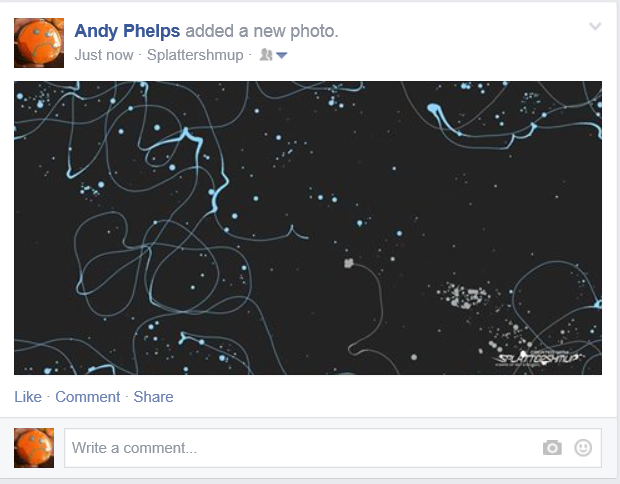 Andy Phelps added a new photo.
Just now · Splattershmup ·
SPLATTERSHMUP
Like · Comment · Share
Write a comment...